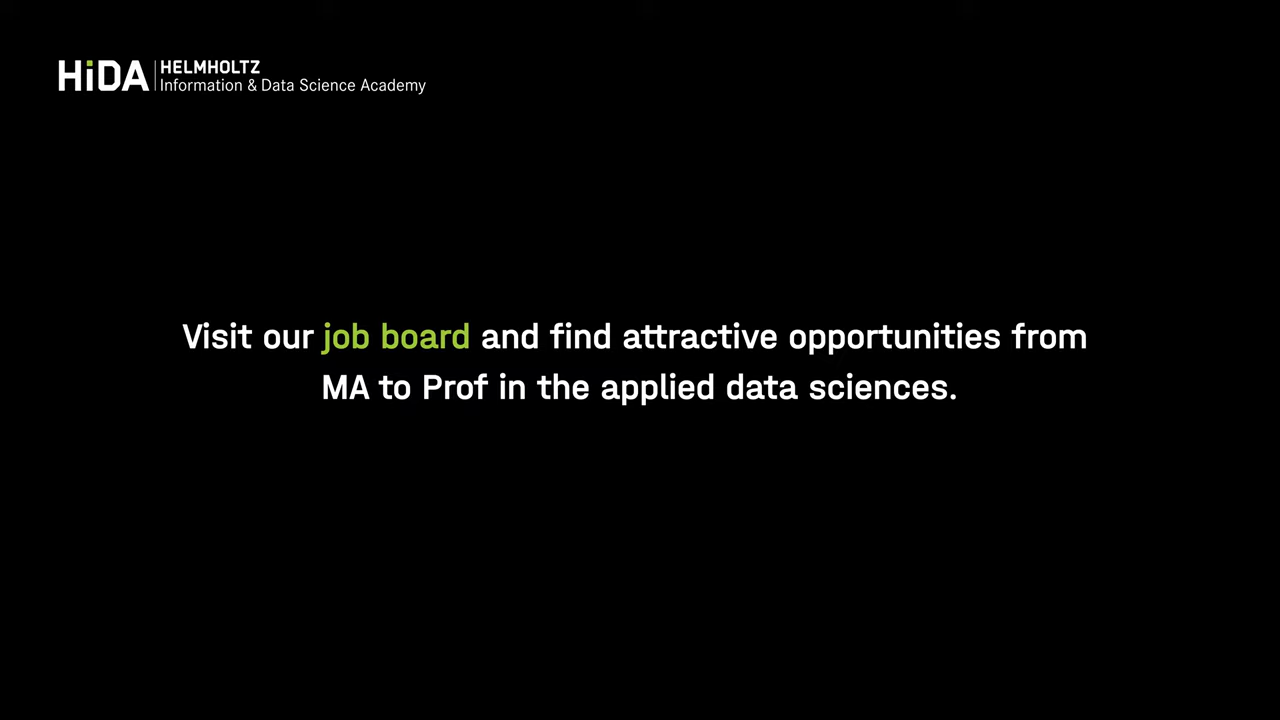 HiDA HELMHOLTZ
Information & Data Science Academy
Visit our job board and find attractive opportunities from
MA to Prof in the applied data sciences.